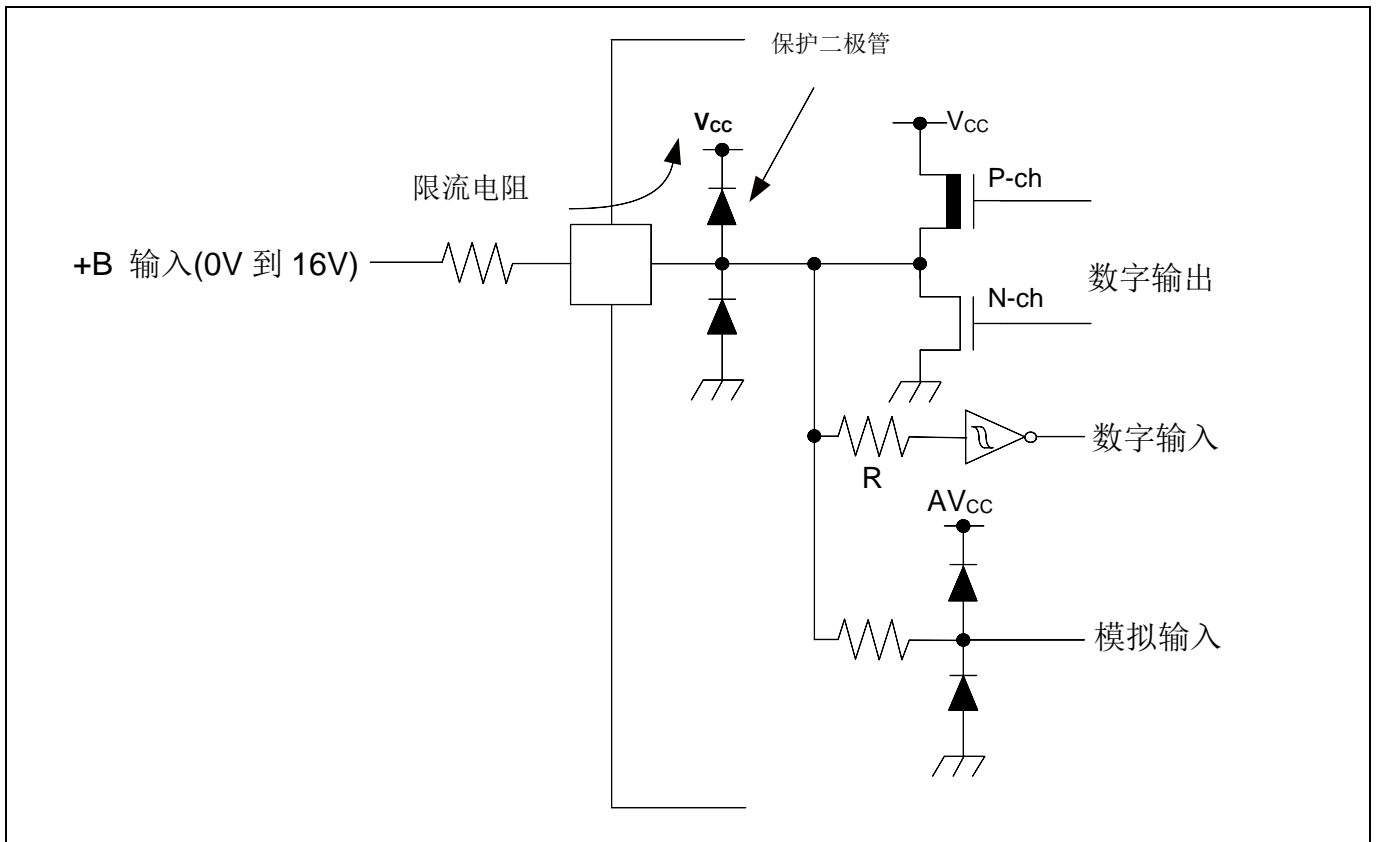 保护二极管
VCC
VCC
限流电阻
P-ch
+B 输入(0V 到 16V)
数字输出
N-ch
数字输入
R
AVCC
模拟输入